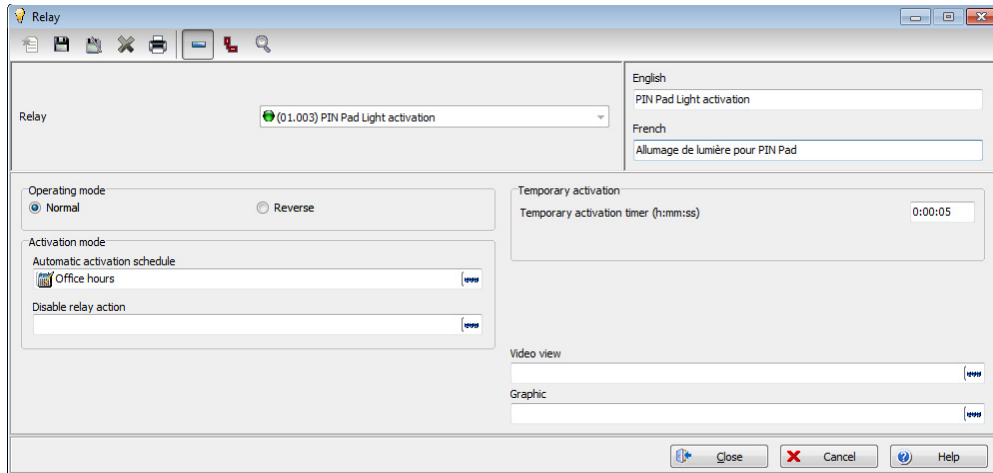 Relay
English
PIN Pad Light activation
Relay
(01.003) PIN Pad Light activation
French
Allumage de lumière pour PIN Pad
Operating mode
Normal
Reverse
Temporary activation
Temporary activation timer (h:mm:ss)
0:00:05
Activation mode
Automatic activation schedule
Office hours
Disable relay action
Video view
Graphic
Close
Cancel
Help